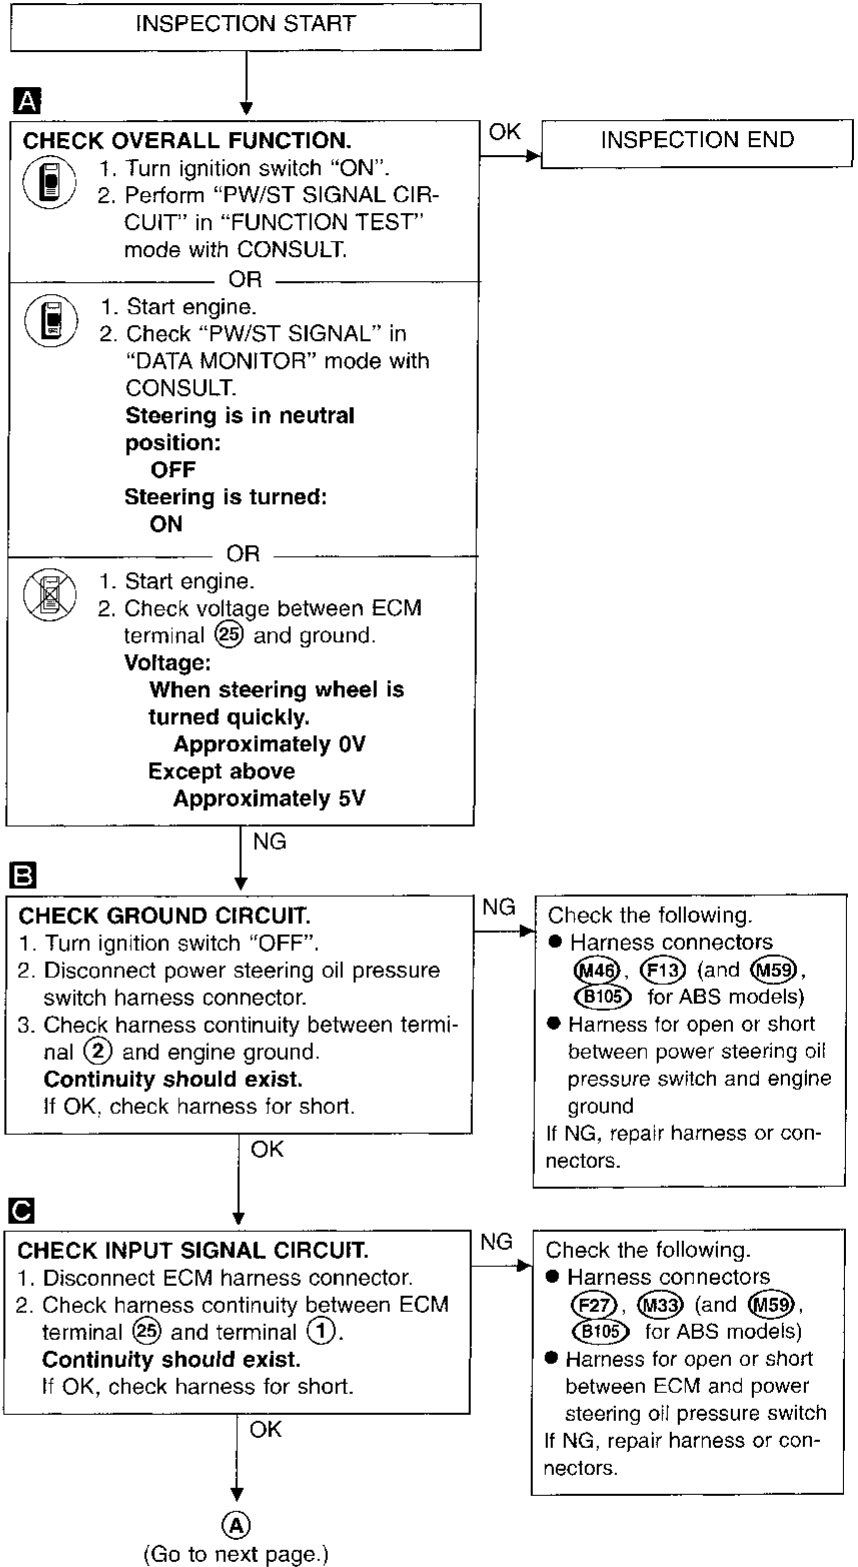 INSPECTION START
A
CHECK OVERALL FUNCTION.
1. Turn ignition switch “ON”.
2. Perform “PW/ST SIGNAL CIR-
CUIT” in “FUNCTION TEST”
mode with CONSULT.
OR
1. Start engine.
2. Check “PW/ST SIGNAL” in
“DATA MONITOR” mode with
CONSULT.
Steering is in neutral
position:
OFF
Steering is turned:
ON
OR
1. Start engine.
2. Check voltage between ECM
terminal 25 and ground.
Voltage:
When steering wheel is
turned quickly.
Approximately 0V
Except above
Approximately 5V
OK
INSPECTION END
NG
B
CHECK GROUND CIRCUIT.
1. Turn ignition switch “OFF”.
2. Disconnect power steering oil pressure
switch harness connector.
3. Check harness continuity between termi-
nal 2 and engine ground.
Continuity should exist.
If OK, check harness for short.
NG
Check the following.
● Harness connectors
M46, F13 (and M59,
B105 for ABS models)
● Harness for open or short
between power steering oil
pressure switch and engine
ground
If NG, repair harness or con-
nectors.
OK
C
CHECK INPUT SIGNAL CIRCUIT.
1. Disconnect ECM harness connector.
2. Check harness continuity between ECM
terminal 25 and terminal 1.
Continuity should exist.
If OK, check harness for short.
NG
Check the following.
● Harness connectors
F27, M33 (and M59,
B105 for ABS models)
● Harness for open or short
between ECM and power
steering oil pressure switch
If NG, repair harness or con-
nectors.
OK
A
(Go to next page.)